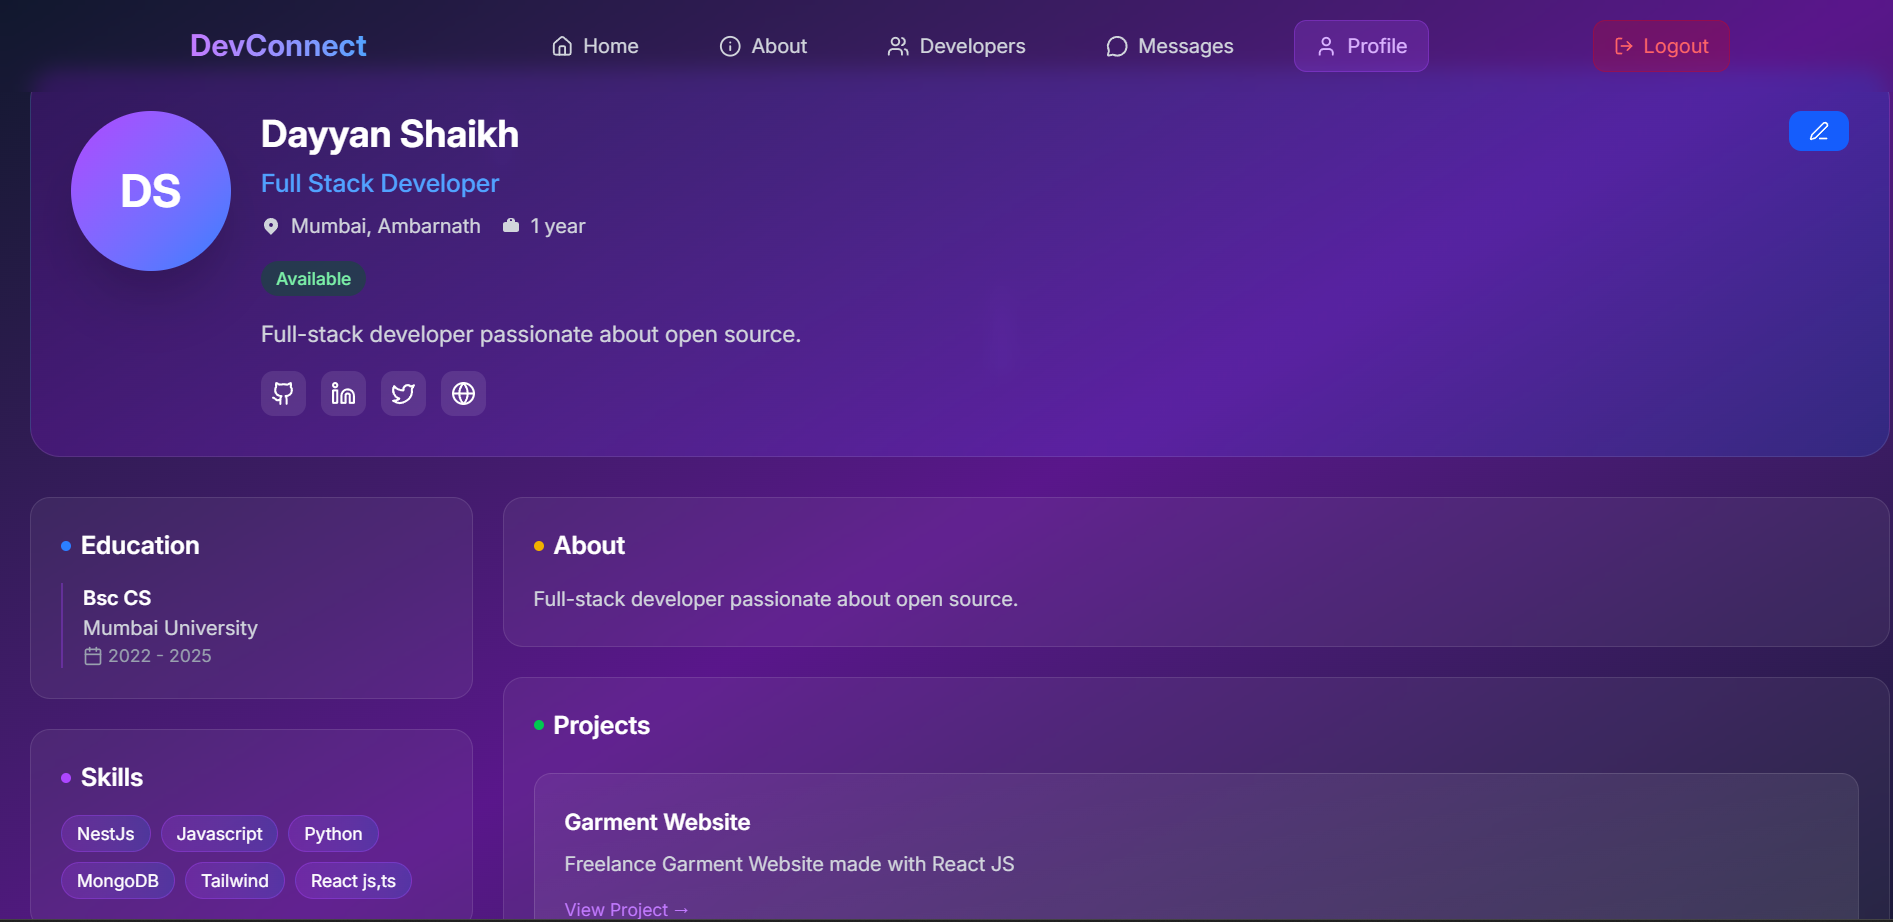 DevConnect
Home
About
Developers
Messages
Profile
Logout
DS
Dayyan Shaikh
Full Stack Developer
Mumbai, Ambarnath 1 year
Available
Full-stack developer passionate about open source.
Education
Bsc CS
Mumbai University
2022 - 2025
Skills
NestJs Javascript Python
MongoDB Tailwind React js,ts
About
Full-stack developer passionate about open source.
Projects
Garment Website
Freelance Garment Website made with React JS
View Project →